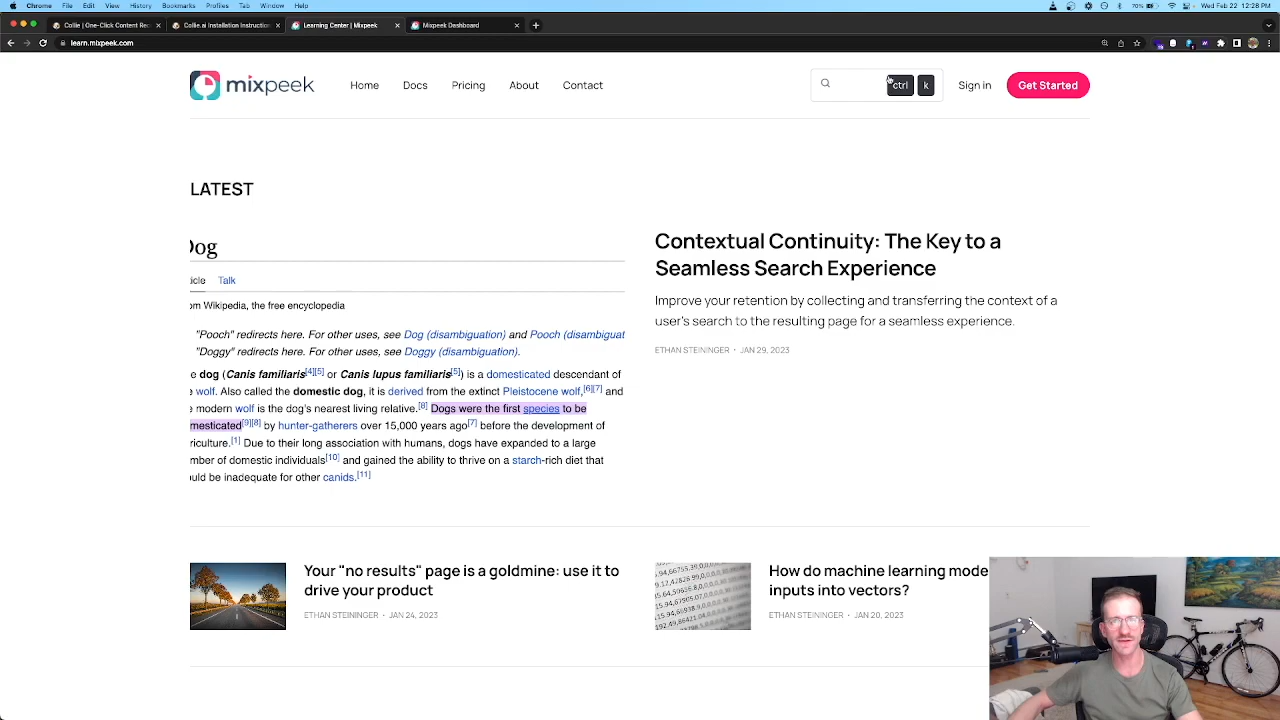 Chrome File Edit View History Bookmarks Profiles Tab Window Help
70% Wed Feb 22 12:28 PM
Collie | One-Click Content Rec
Collie.ai Installation Instruction
Learning Center | Mixpeek
Mixpeek Dashboard
learn.mixpeek.com
mixpeek
Home Docs Pricing About Contact
ctrl k
Sign in
Get Started
LATEST
Dog
icle Talk
om Wikipedia, the free encyclopedia
"Pooch" redirects here. For other uses, see Dog (disambiguation) and Pooch (disambiguat
"Doggy" redirects here. For other uses, see Doggy (disambiguation).
e dog (Canis familiaris[4][5] or Canis lupus familiaris[5]) is a domesticated descendant of
e wolf. Also called the domestic dog, it is derived from the extinct Pleistocene wolf,[6][7] and
e modern wolf is the dog's nearest living relative.[8] Dogs were the first species to be
mesticated[9][8] by hunter-gatherers over 15,000 years ago[7] before the development of
riculture.[1] Due to their long association with humans, dogs have expanded to a large
mber of domestic individuals[10] and gained the ability to thrive on a starch-rich diet that
ould be inadequate for other canids.[11]
Contextual Continuity: The Key to a
Seamless Search Experience
Improve your retention by collecting and transferring the context of a
user's search to the resulting page for a seamless experience.
ETHAN STEININGER • JAN 29, 2023
Your "no results" page is a goldmine: use it to
drive your product
ETHAN STEININGER • JAN 24, 2023
How do machine learning mode
inputs into vectors?
ETHAN STEININGER • JAN 20, 2023